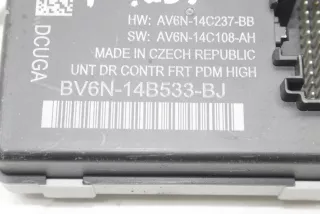 DCUGA
HW: AV6N-14C237-BB
SW: AV6N-14C108-AH
MADE IN CZECH REPUBLIC
UNT DR CONTR FRT PDM HIGH
BV6N-14B533-BJ